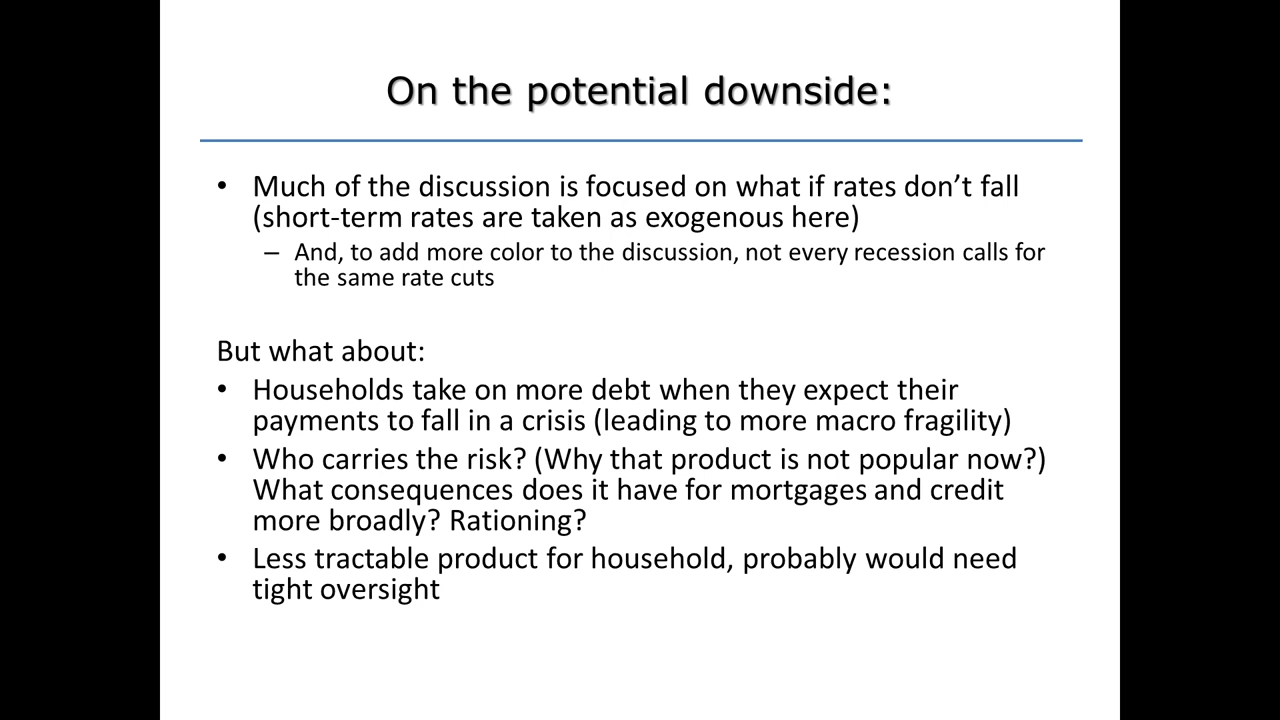 On the potential downside:
• Much of the discussion is focused on what if rates don’t fall
(short-term rates are taken as exogenous here)
– And, to add more color to the discussion, not every recession calls for
the same rate cuts
But what about:
• Households take on more debt when they expect their
payments to fall in a crisis (leading to more macro fragility)
• Who carries the risk? (Why that product is not popular now?)
What consequences does it have for mortgages and credit
more broadly? Rationing?
• Less tractable product for household, probably would need
tight oversight